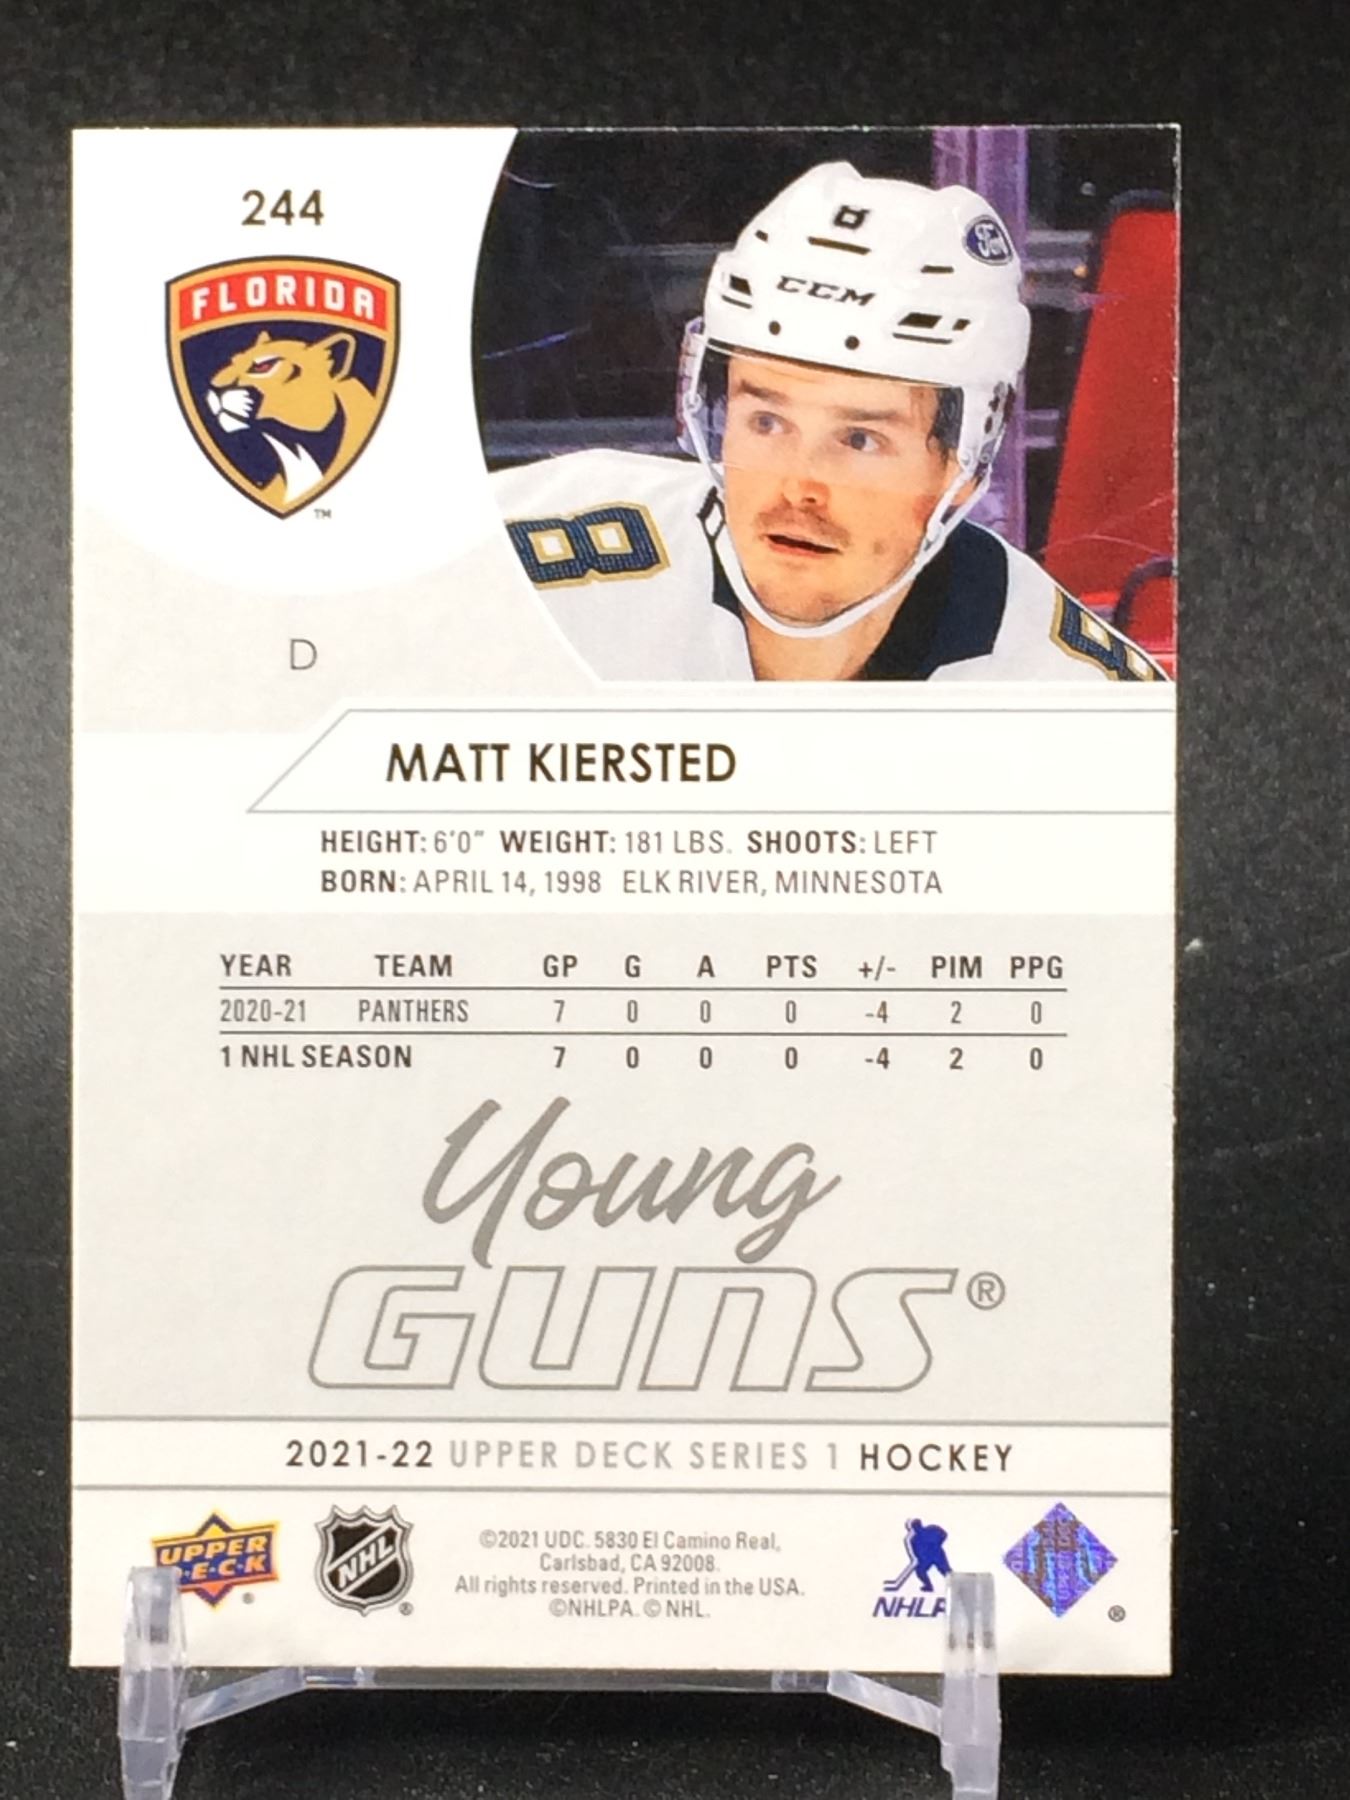 244
FLORIDA
TM
8
CCM
8
D
MATT KIERSTED
HEIGHT: 6'0" WEIGHT: 181 LBS. SHOOTS: LEFT
BORN: APRIL 14, 1998 ELK RIVER, MINNESOTA
YEAR TEAM GP G A PTS +/- PIM PPG
2020-21 PANTHERS 7 0 0 0 -4 2 0
1 NHL SEASON 7 0 0 0 -4 2 0
Young
GUNS®
2021-22 UPPER DECK SERIES 1 HOCKEY
UPPER
D•E•C•K
®
NHL
®
©2021 UDC. 5830 El Camino Real,
Carlsbad, CA 92008.
All rights reserved. Printed in the USA.
©NHLPA. © NHL.
®